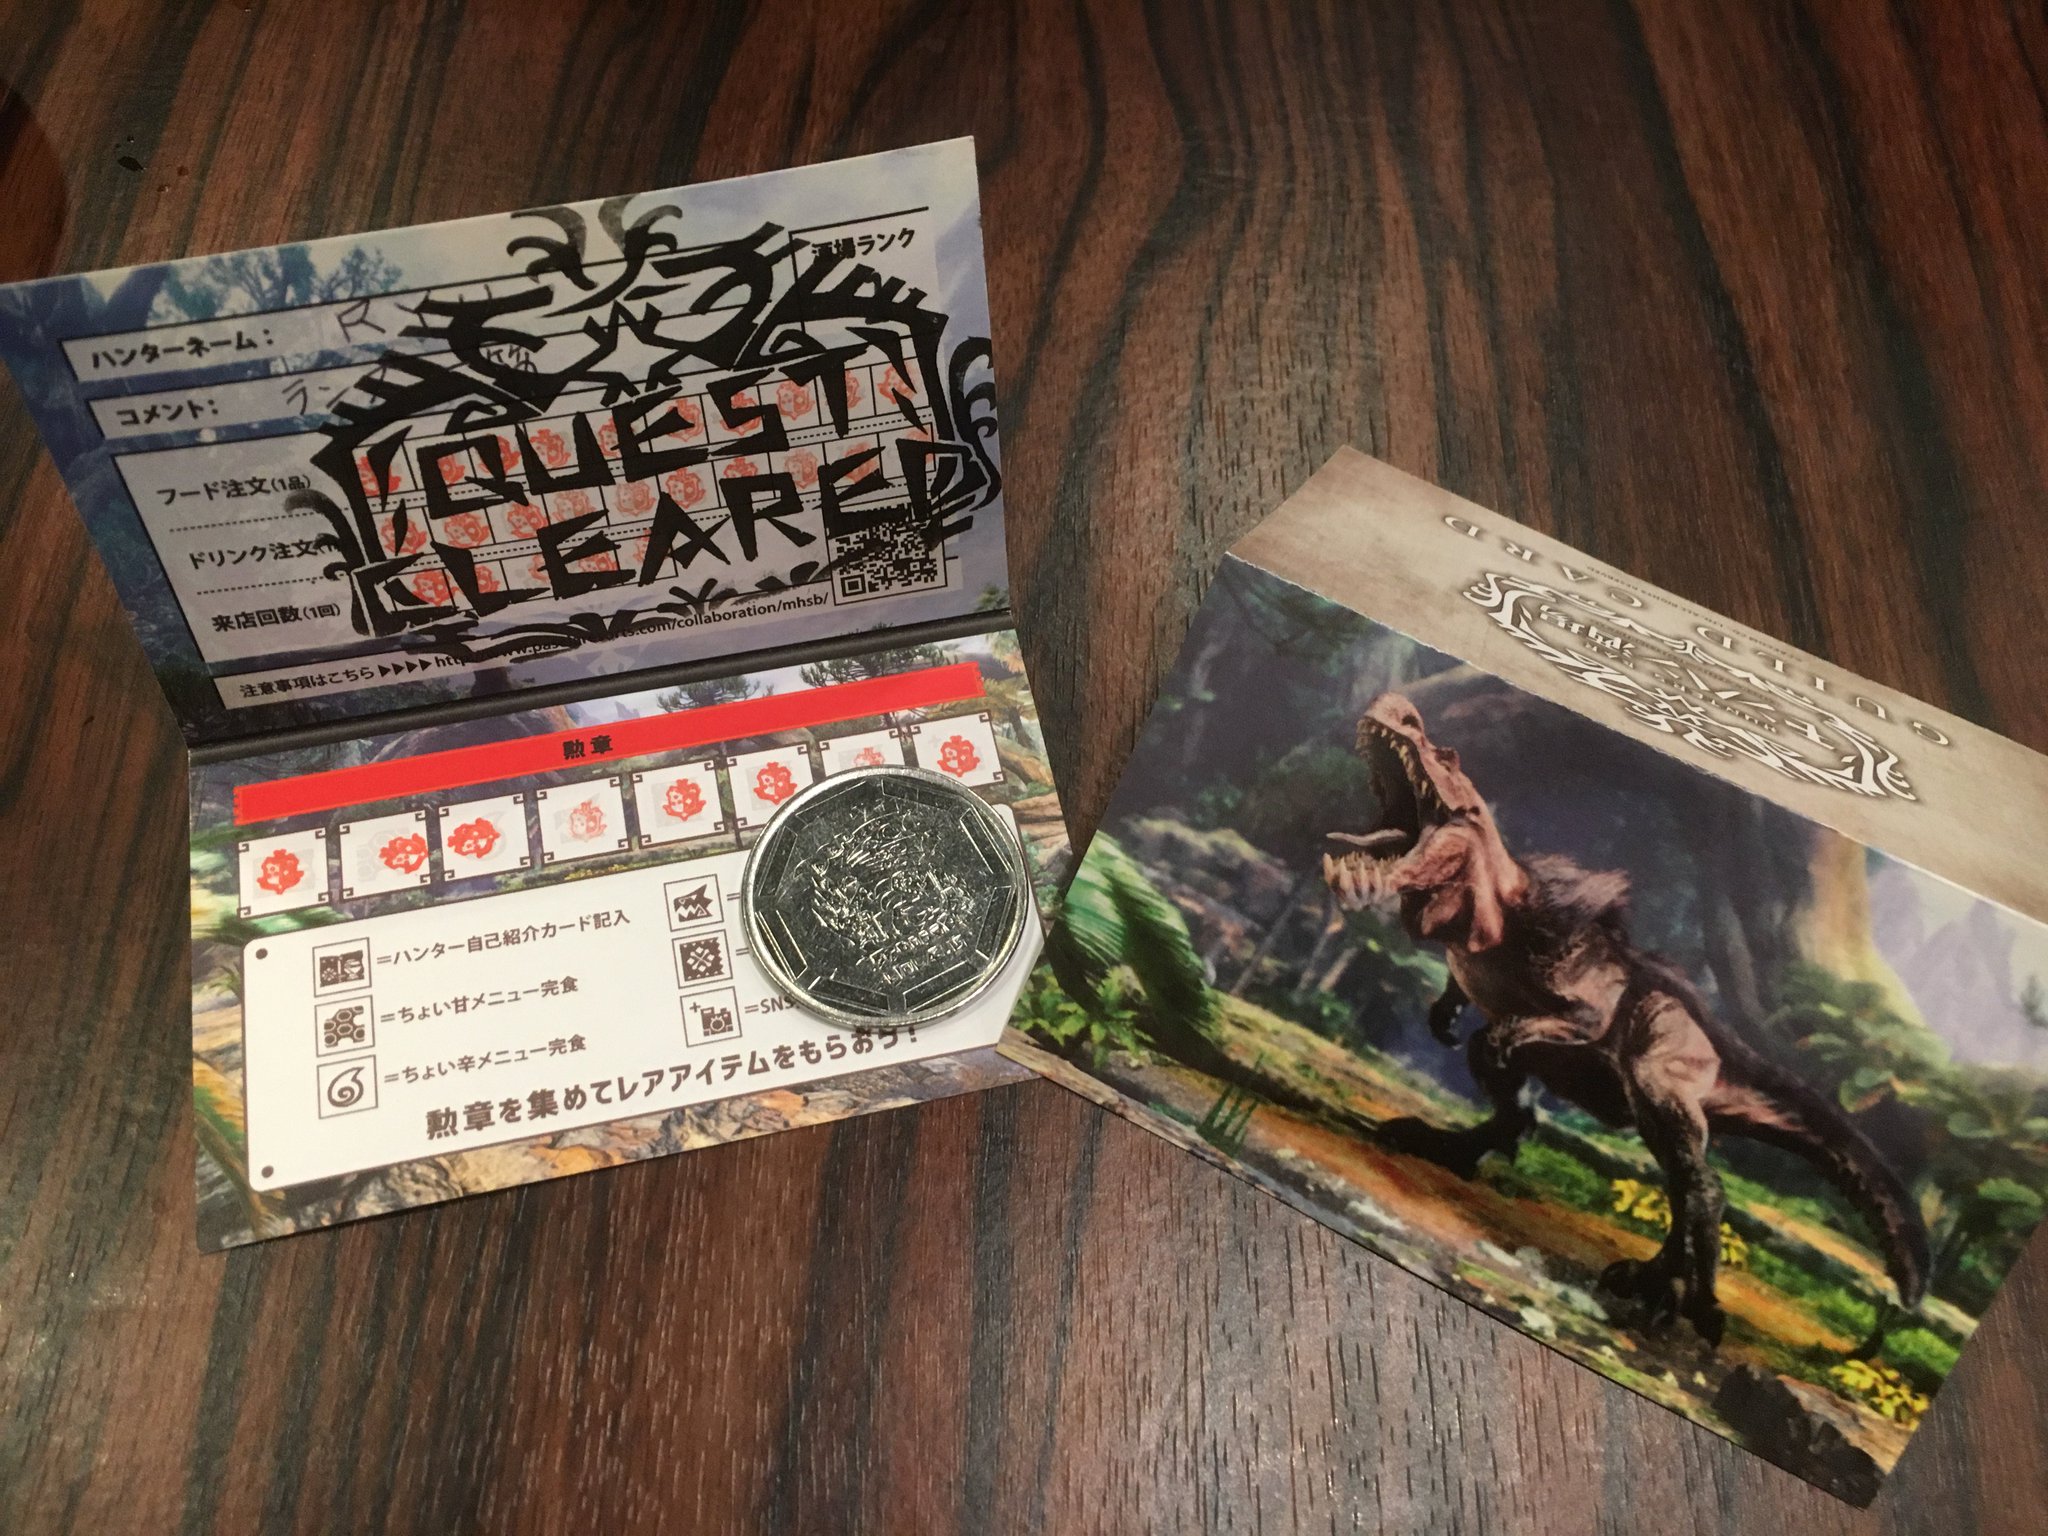 酒場ランク
ハンターネーム：
コメント：
フード注文(1品)
ドリンク注文
来店回数(1回)
QUEST
CLEARED
注意事項はこちら▶▶▶▶
collaboration/mhsb/
勲章
=ハンター自己紹介カード記入
=ちょい甘メニュー完食
=ちょい辛メニュー完食
=SNS
勲章を集めてレアアイテムをもらおう！
GUILD CARD